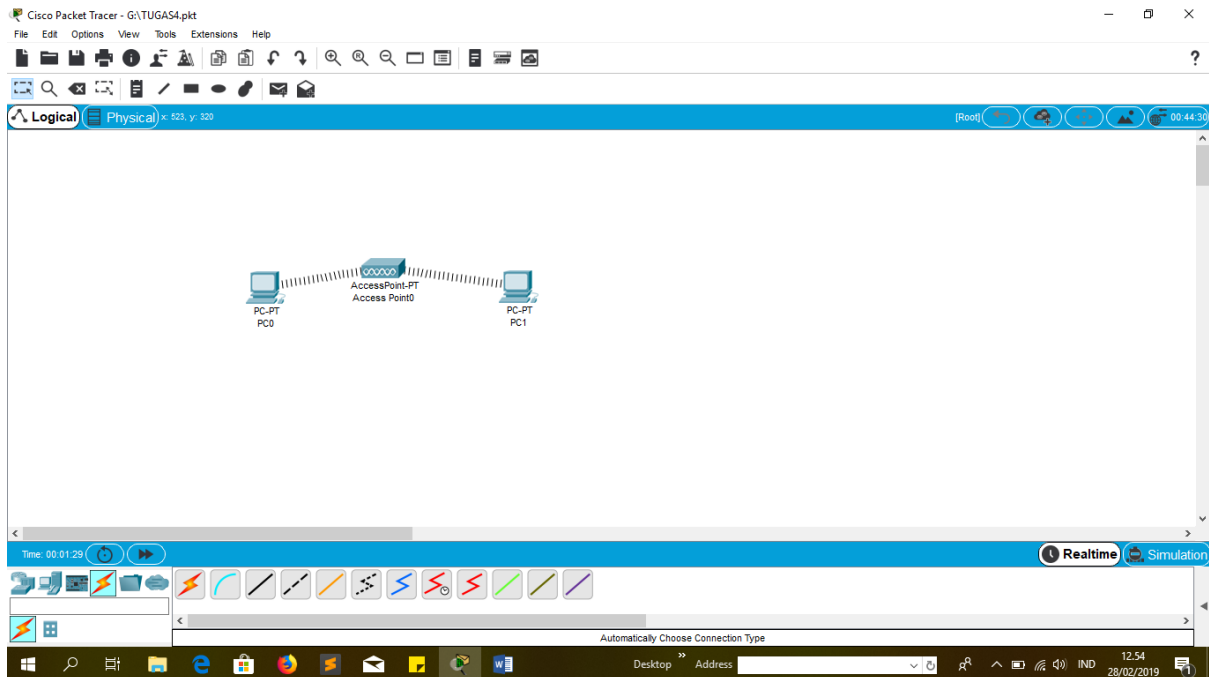 Cisco Packet Tracer - G:\TUGAS4.pkt
File Edit Options View Tools Extensions Help
?
Logical Physical x: 523, y: 320 [Root] 00:44:30
AccessPoint-PT
Access Point0
PC-PT
PC0
PC-PT
PC1
Time: 00:01:29 Realtime Simulation
Automatically Choose Connection Type
Desktop Address IND 12.54
28/02/2019